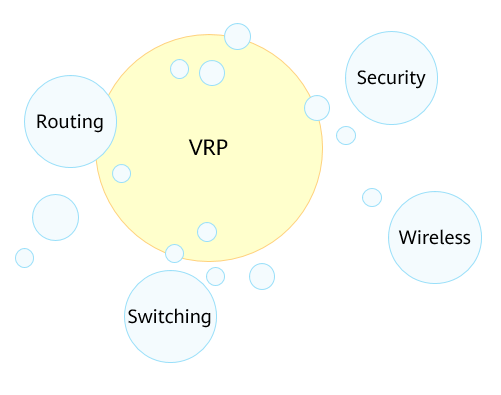 Security
Routing
VRP
Wireless
Switching